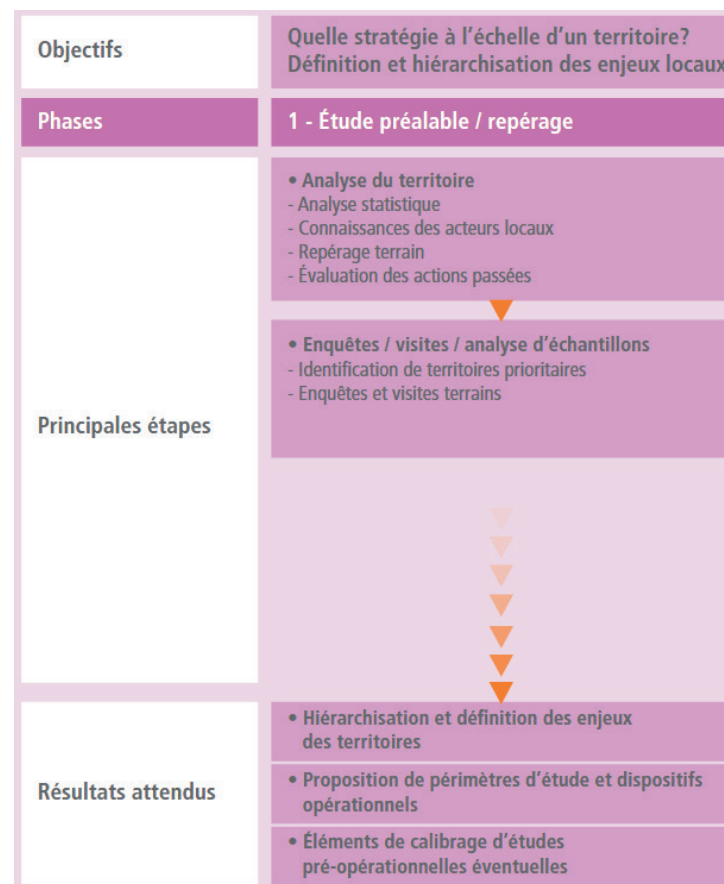 Objectifs
Quelle stratégie à l'échelle d'un territoire?
Définition et hiérarchisation des enjeux locaux
Phases
1 - Étude préalable / repérage
Principales étapes
• Analyse du territoire
- Analyse statistique
- Connaissances des acteurs locaux
- Repérage terrain
- Évaluation des actions passées
• Enquêtes / visites / analyse d'échantillons
- Identification de territoires prioritaires
- Enquêtes et visites terrains
Résultats attendus
• Hiérarchisation et définition des enjeux
des territoires
• Proposition de périmètres d'étude et dispositifs
opérationnels
• Éléments de calibrage d'études
pré-opérationnelles éventuelles